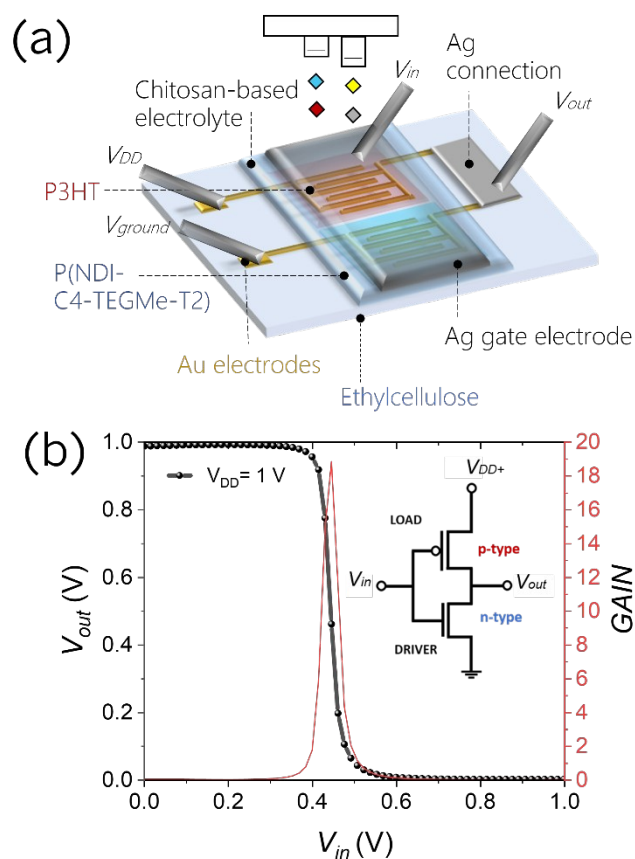 (a)
Chitosan-based
electrolyte
Vin
Ag
connection
Vout
VDD
P3HT
Vground
P(NDI-
C4-TEGMe-T2)
Ag gate electrode
Au electrodes
Ethylcellulose
(b)
VDD= 1 V
1.0
0.8
0.6
0.4
0.2
0.0
Vout (V)
0.0
0.2
0.4
0.6
0.8
1.0
Vin (V)
20
18
16
14
12
10
8
6
4
2
0
GAIN
VDD+
LOAD
p-type
Vin
Vout
n-type
DRIVER